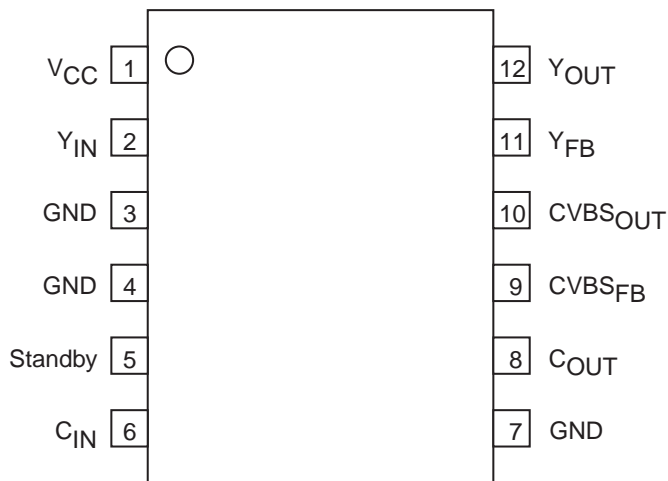 VCC 1 12 YOUT
YIN 2 11 YFB
GND 3 10 CVBSOUT
GND 4 9 CVBSFB
Standby 5 8 COUT
CIN 6 7 GND